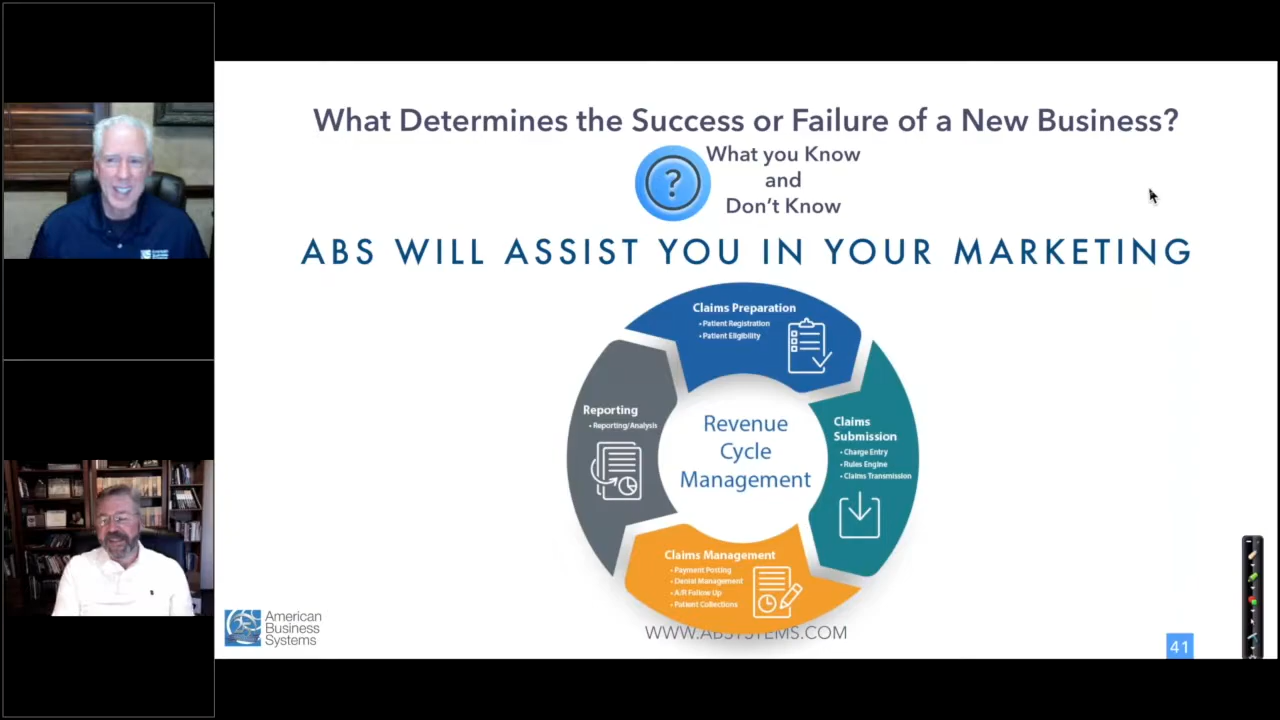 What Determines the Success or Failure of a New Business?
?
What you Know
and
Don't Know
ABS WILL ASSIST YOU IN YOUR MARKETING
Claims Preparation
• Patient Registration
• Patient Eligibility
Reporting
• Reporting/Analysis
Revenue
Cycle
Management
Claims
Submission
• Charge Entry
• Rules Engine
• Claims Transmission
Claims Management
• Payment Posting
• Denial Management
• A/R Follow Up
• Patient Collections
American
Business
Systems
WWW.ABSYSTEMS.COM
41